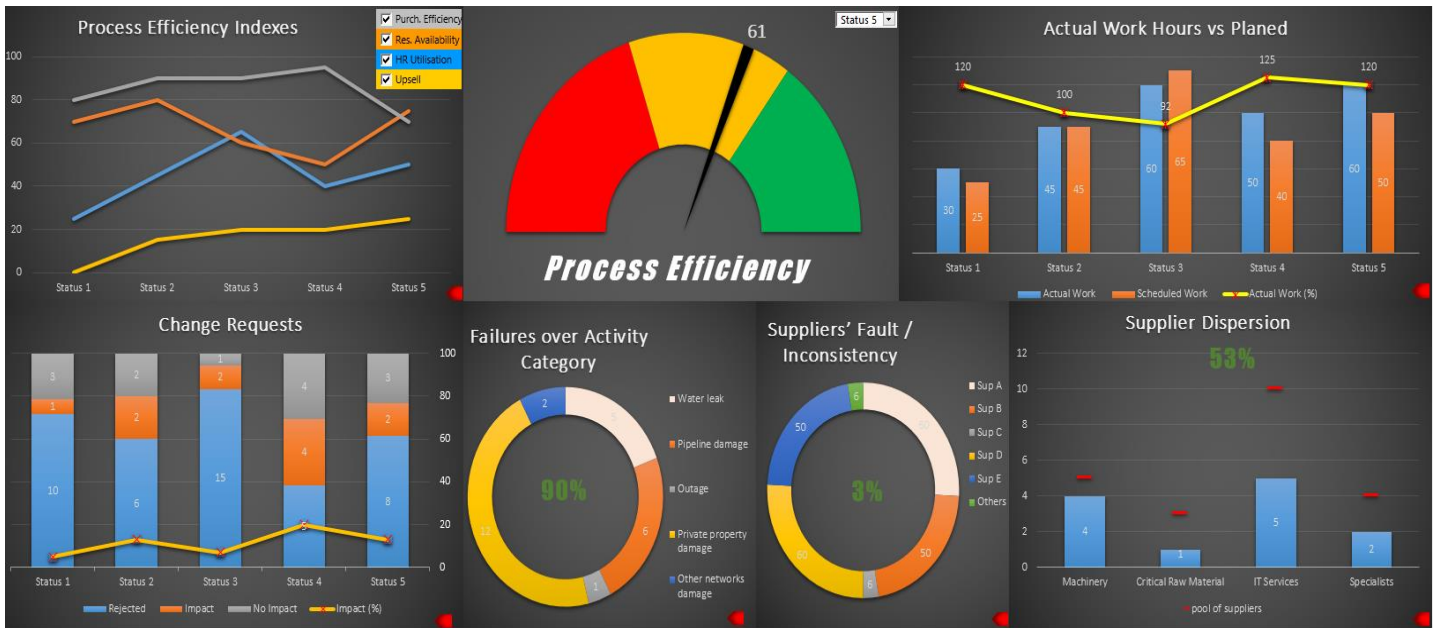 Process Efficiency Indexes
Purch. Efficiency
Res. Availability
HR Utilisation
Upsell
100
80
60
40
20
0
Status 1
Status 2
Status 3
Status 4
Status 5
Status 5
61
Process Efficiency
Actual Work Hours vs Planed
120
100
92
125
120
30
25
45
45
60
65
50
40
60
50
Status 1
Status 2
Status 3
Status 4
Status 5
Actual Work
Scheduled Work
Actual Work (%)
Change Requests
100
80
60
40
20
0
3
1
10
2
2
6
1
2
15
4
4
5
3
2
8
Status 1
Status 2
Status 3
Status 4
Status 5
Rejected
Impact
No Impact
Impact (%)
Failures over Activity
Category
2
5
6
1
12
90%
Water leak
Pipeline damage
Outage
Private property
damage
Other networks
damage
Suppliers' Fault /
Inconsistency
6
60
50
6
60
50
3%
Sup A
Sup B
Sup C
Sup D
Sup E
Others
Supplier Dispersion
53%
12
10
8
6
4
2
0
4
1
5
2
Machinery
Critical Raw Material
IT Services
Specialists
pool of suppliers